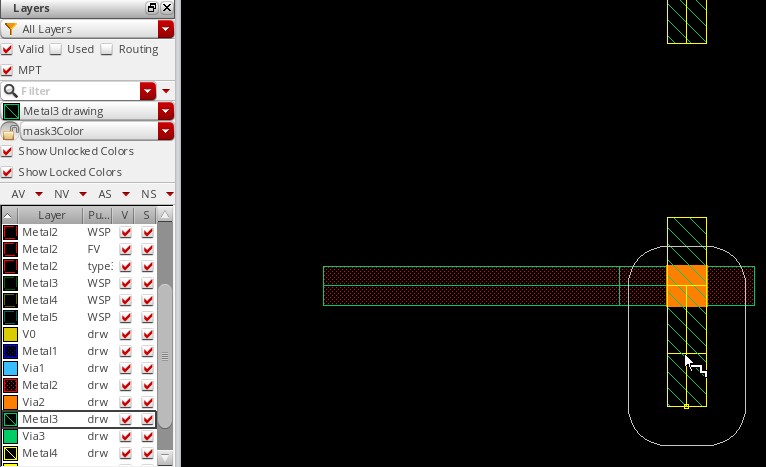 Layers
All Layers
Valid Used Routing
MPT
Filter
Metal3 drawing
mask3Color
Show Unlocked Colors
Show Locked Colors
AV NV AS NS
Layer Pu... V S
Metal2 WSP
Metal2 FV
Metal2 type:
Metal3 WSP
Metal4 WSP
Metal5 WSP
V0 drw
Metal1 drw
Via1 drw
Metal2 drw
Via2 drw
Metal3 drw
Via3 drw
Metal4 drw